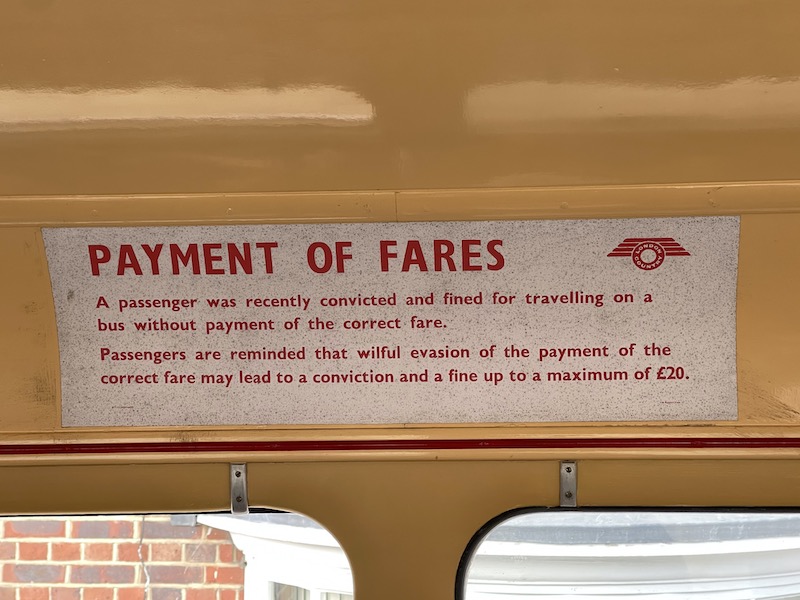 PAYMENT OF FARES
LONDON
COUNTRY
A passenger was recently convicted and fined for travelling on a
bus without payment of the correct fare.
Passengers are reminded that wilful evasion of the payment of the
correct fare may lead to a conviction and a fine up to a maximum of £20.